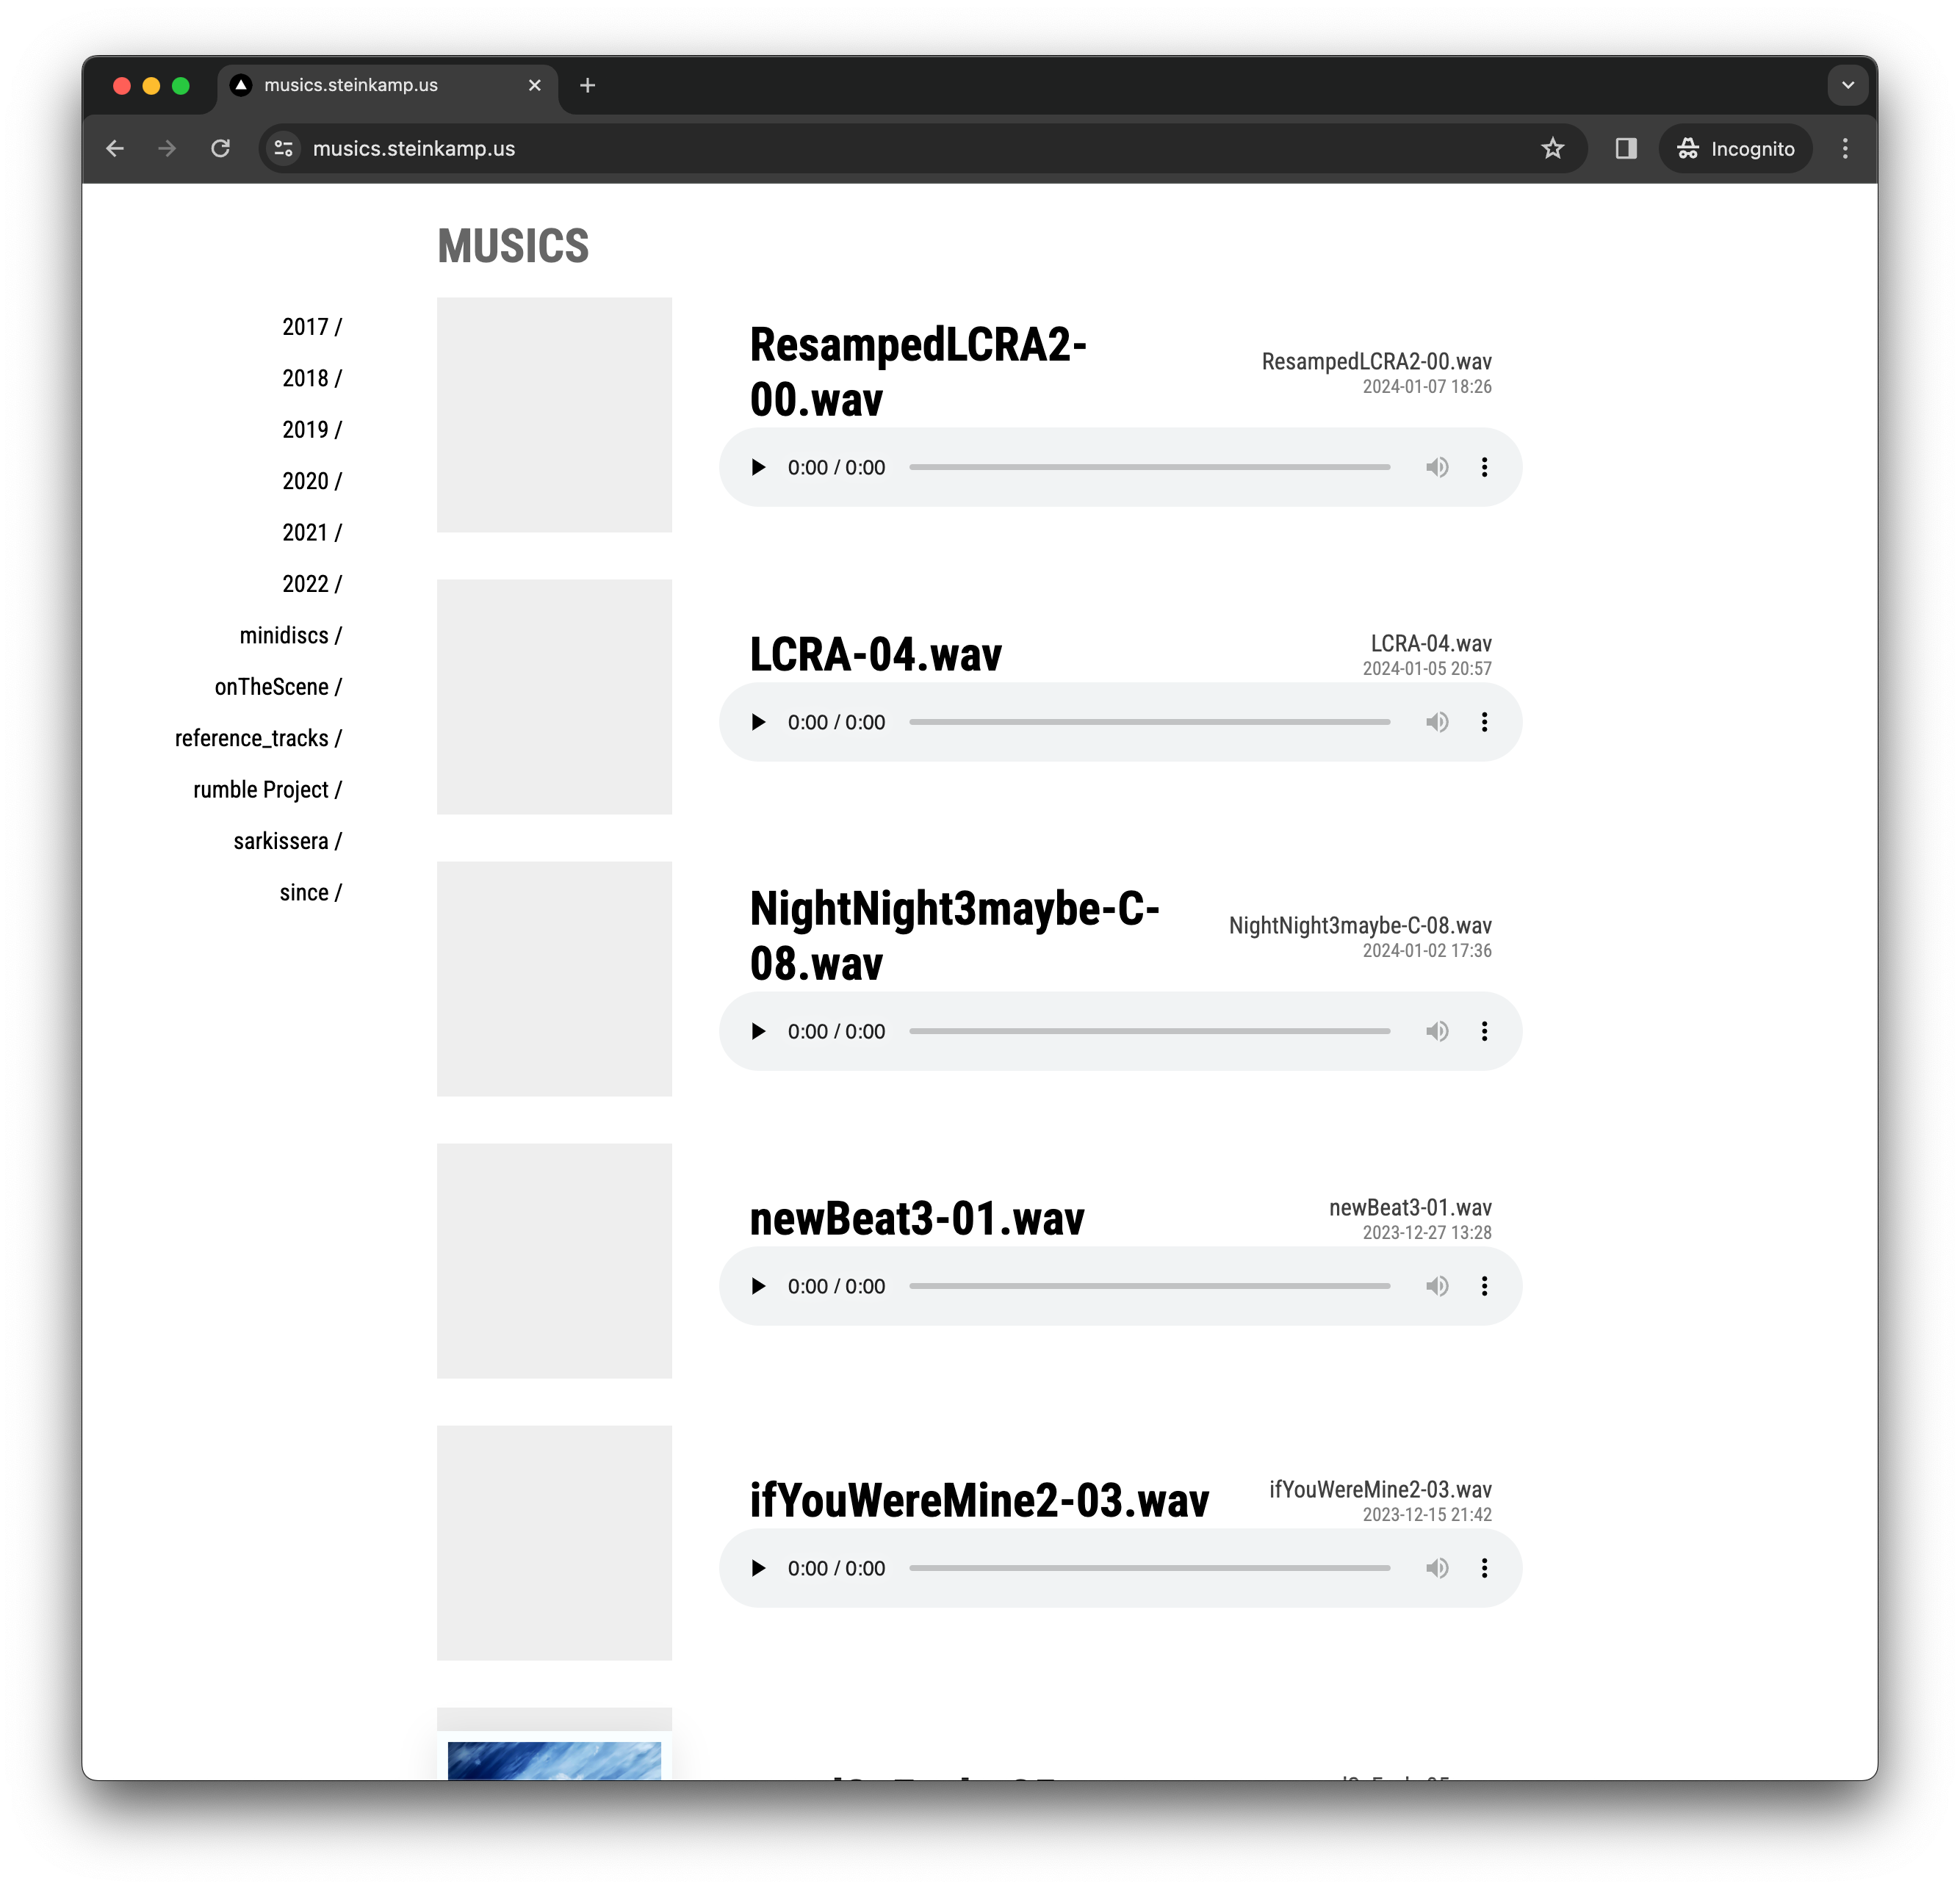 musics.steinkamp.us
musics.steinkamp.us
Incognito
MUSICS
2017 /
2018 /
2019 /
2020 /
2021 /
2022 /
minidiscs /
onTheScene /
reference_tracks /
rumble Project /
sarkissera /
since /
ResampedLCRA2-
00.wav
ResampedLCRA2-00.wav
2024-01-07 18:26
0:00 / 0:00
LCRA-04.wav
LCRA-04.wav
2024-01-05 20:57
0:00 / 0:00
NightNight3maybe-C-
08.wav
NightNight3maybe-C-08.wav
2024-01-02 17:36
0:00 / 0:00
newBeat3-01.wav
newBeat3-01.wav
2023-12-27 13:28
0:00 / 0:00
ifYouWereMine2-03.wav
ifYouWereMine2-03.wav
2023-12-15 21:42
0:00 / 0:00